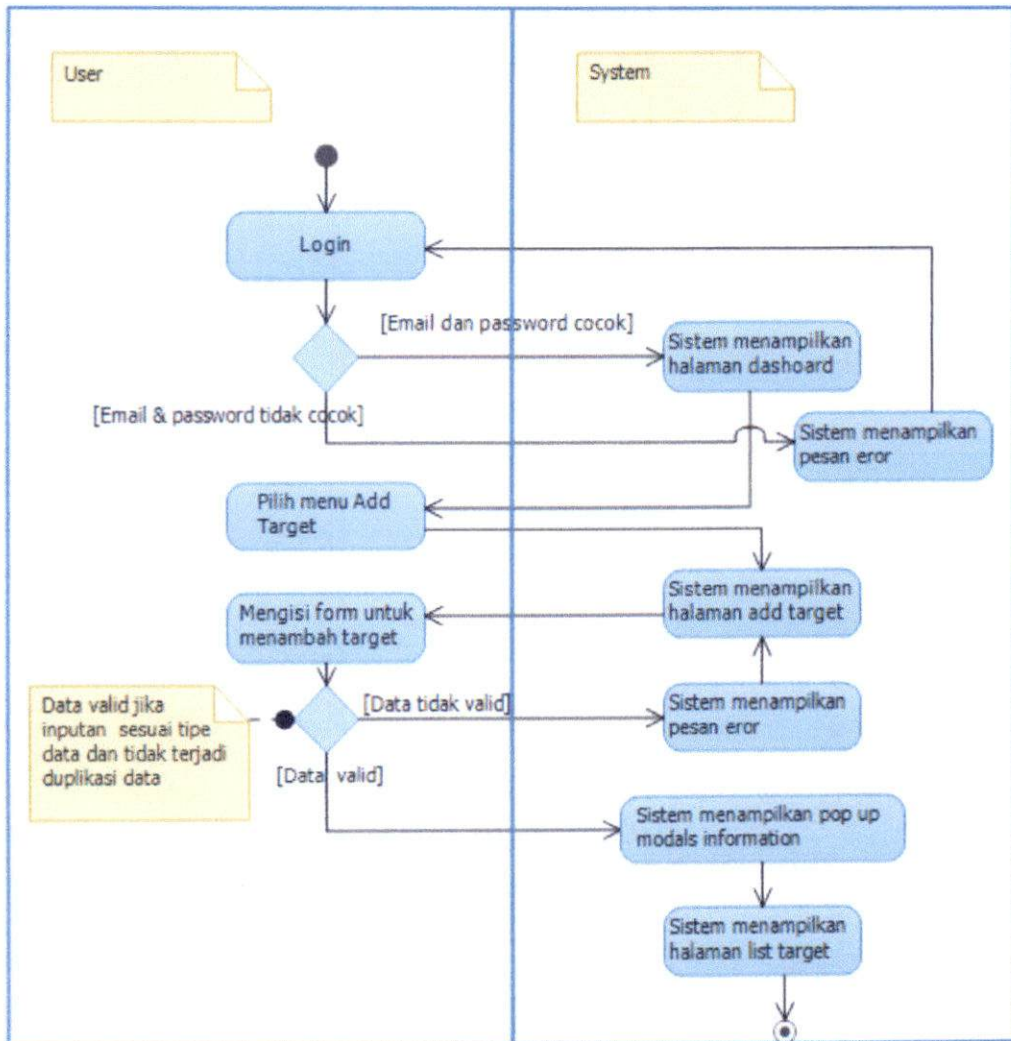 User
System
Login
[Email dan password cocok]
Sistem menampilkan
halaman dashoard
[Email & password tidak cocok]
Sistem menampilkan
pesan eror
Pilih menu Add
Target
Sistem menampilkan
halaman add target
Mengisi form untuk
menambah target
Data valid jika
inputan sesuai tipe
data dan tidak terjadi
duplikasi data
[Data tidak valid]
Sistem menampilkan
pesan eror
[Data valid]
Sistem menampilkan pop up
modals information
Sistem menampilkan
halaman list target